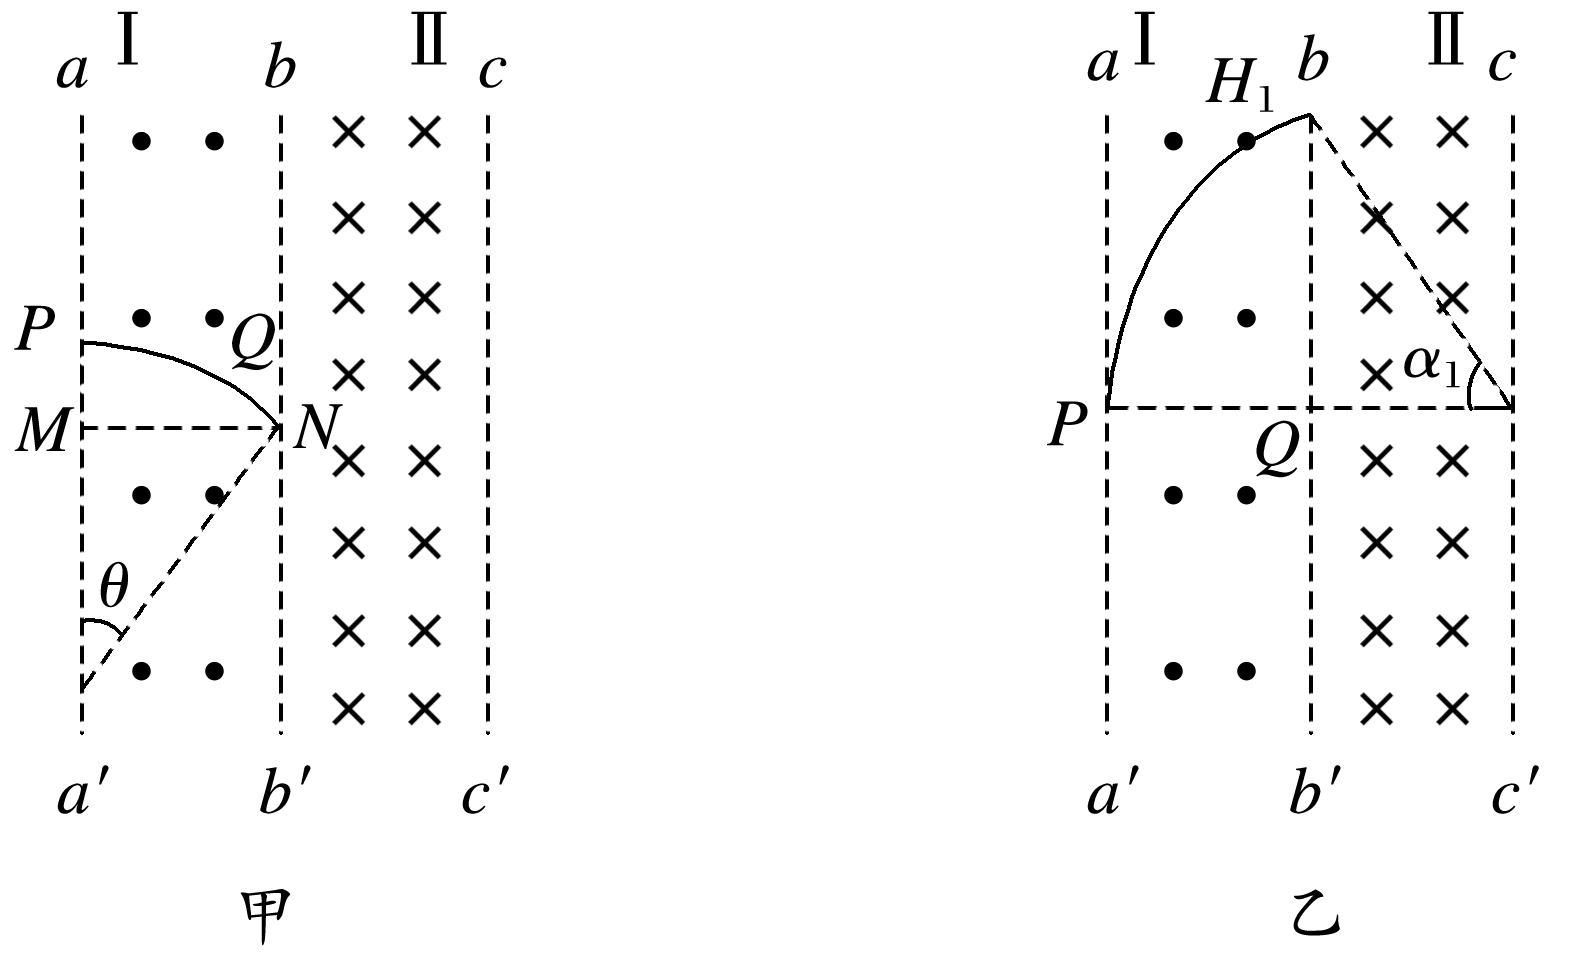 a Ⅰ b Ⅱ c
P Q
M N
θ
a′ b′ c′
甲
a Ⅰ H₁ b Ⅱ c
α₁
P Q
a′ b′ c′
乙